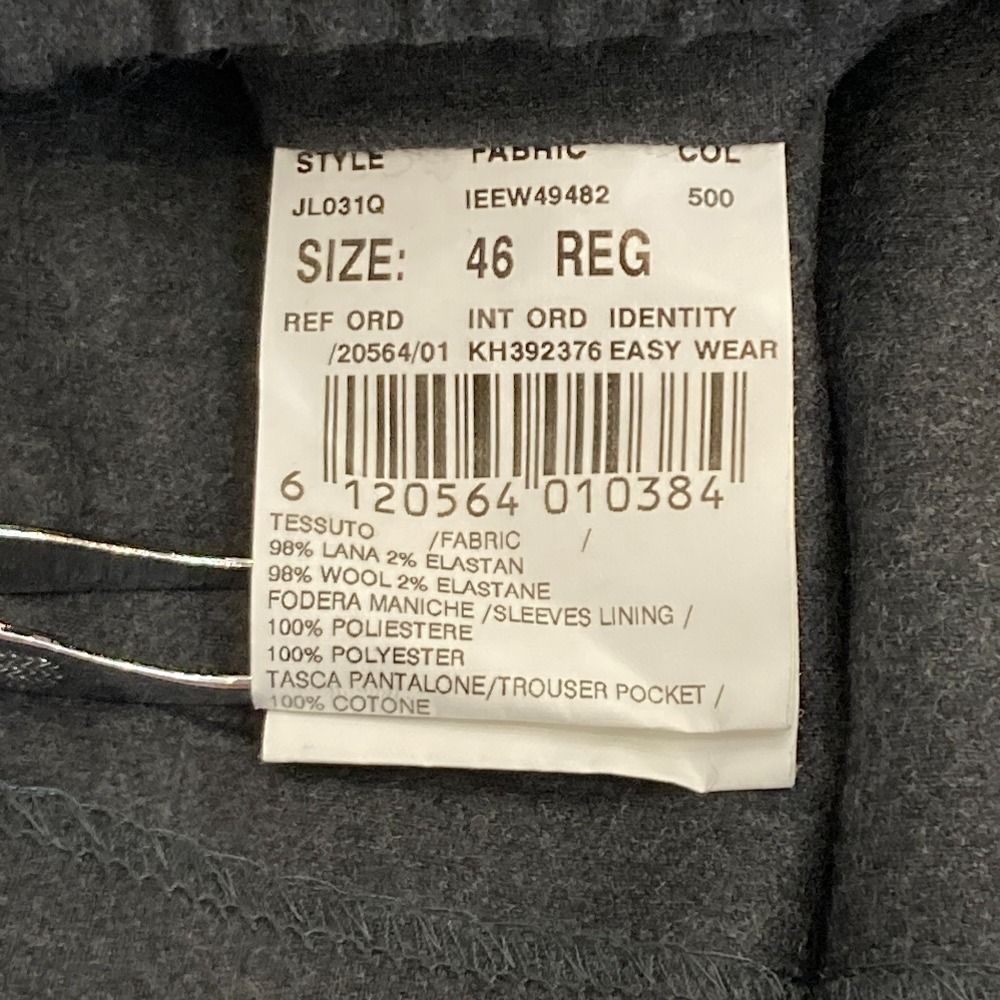 STYLE FABRIC COL
JL031Q IEEW49482 500
SIZE: 46 REG
REF ORD INT ORD IDENTITY
/20564/01 KH392376 EASY WEAR
6 120564 010384
TESSUTO /FABRIC /
98% LANA 2% ELASTAN
98% WOOL 2% ELASTANE
FODERA MANICHE /SLEEVES LINING /
100% POLIESTERE
100% POLYESTER
TASCA PANTALONE/TROUSER POCKET /
100% COTONE